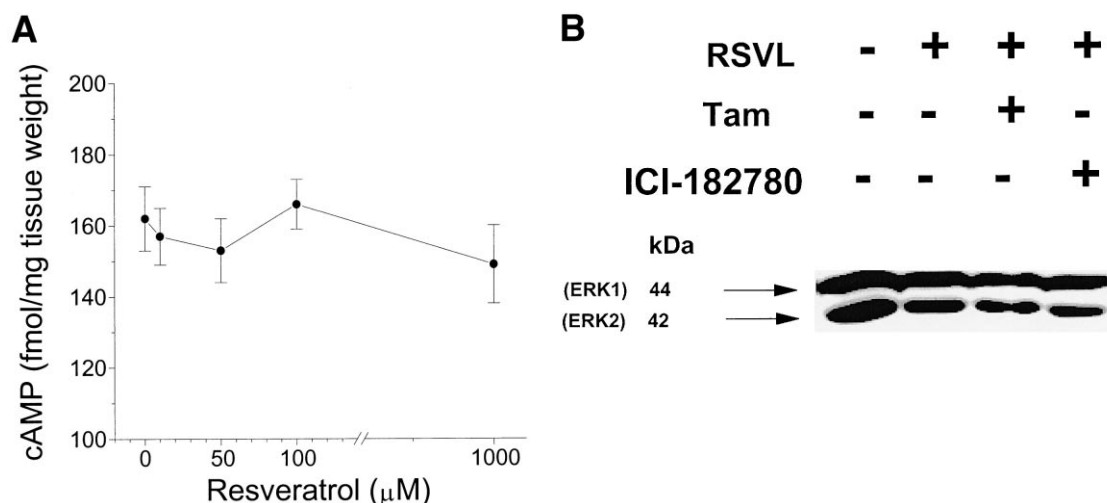 A
cAMP (fmol/mg tissue weight)
200
180
160
140
120
100
0 50 100 1000
Resveratrol (μM)
B
RSVL - + + +
Tam - - + -
ICI-182780 - - - +
kDa
(ERK1) 44
(ERK2) 42